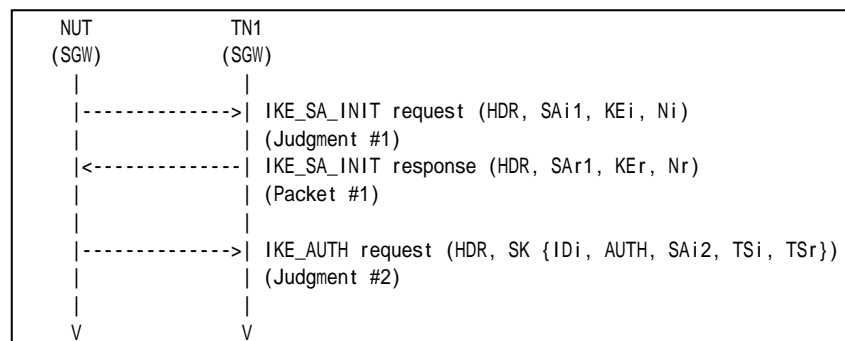 NUT TN1
(SGW) (SGW)
| |
|-------------->| IKE_SA_INIT request (HDR, SAi1, KEi, Ni)
| | (Judgment #1)
|<--------------| IKE_SA_INIT response (HDR, SAr1, KEr, Nr)
| | (Packet #1)
| |
|-------------->| IKE_AUTH request (HDR, SK {IDi, AUTH, SAi2, TSi, TSr})
| | (Judgment #2)
| |
V V